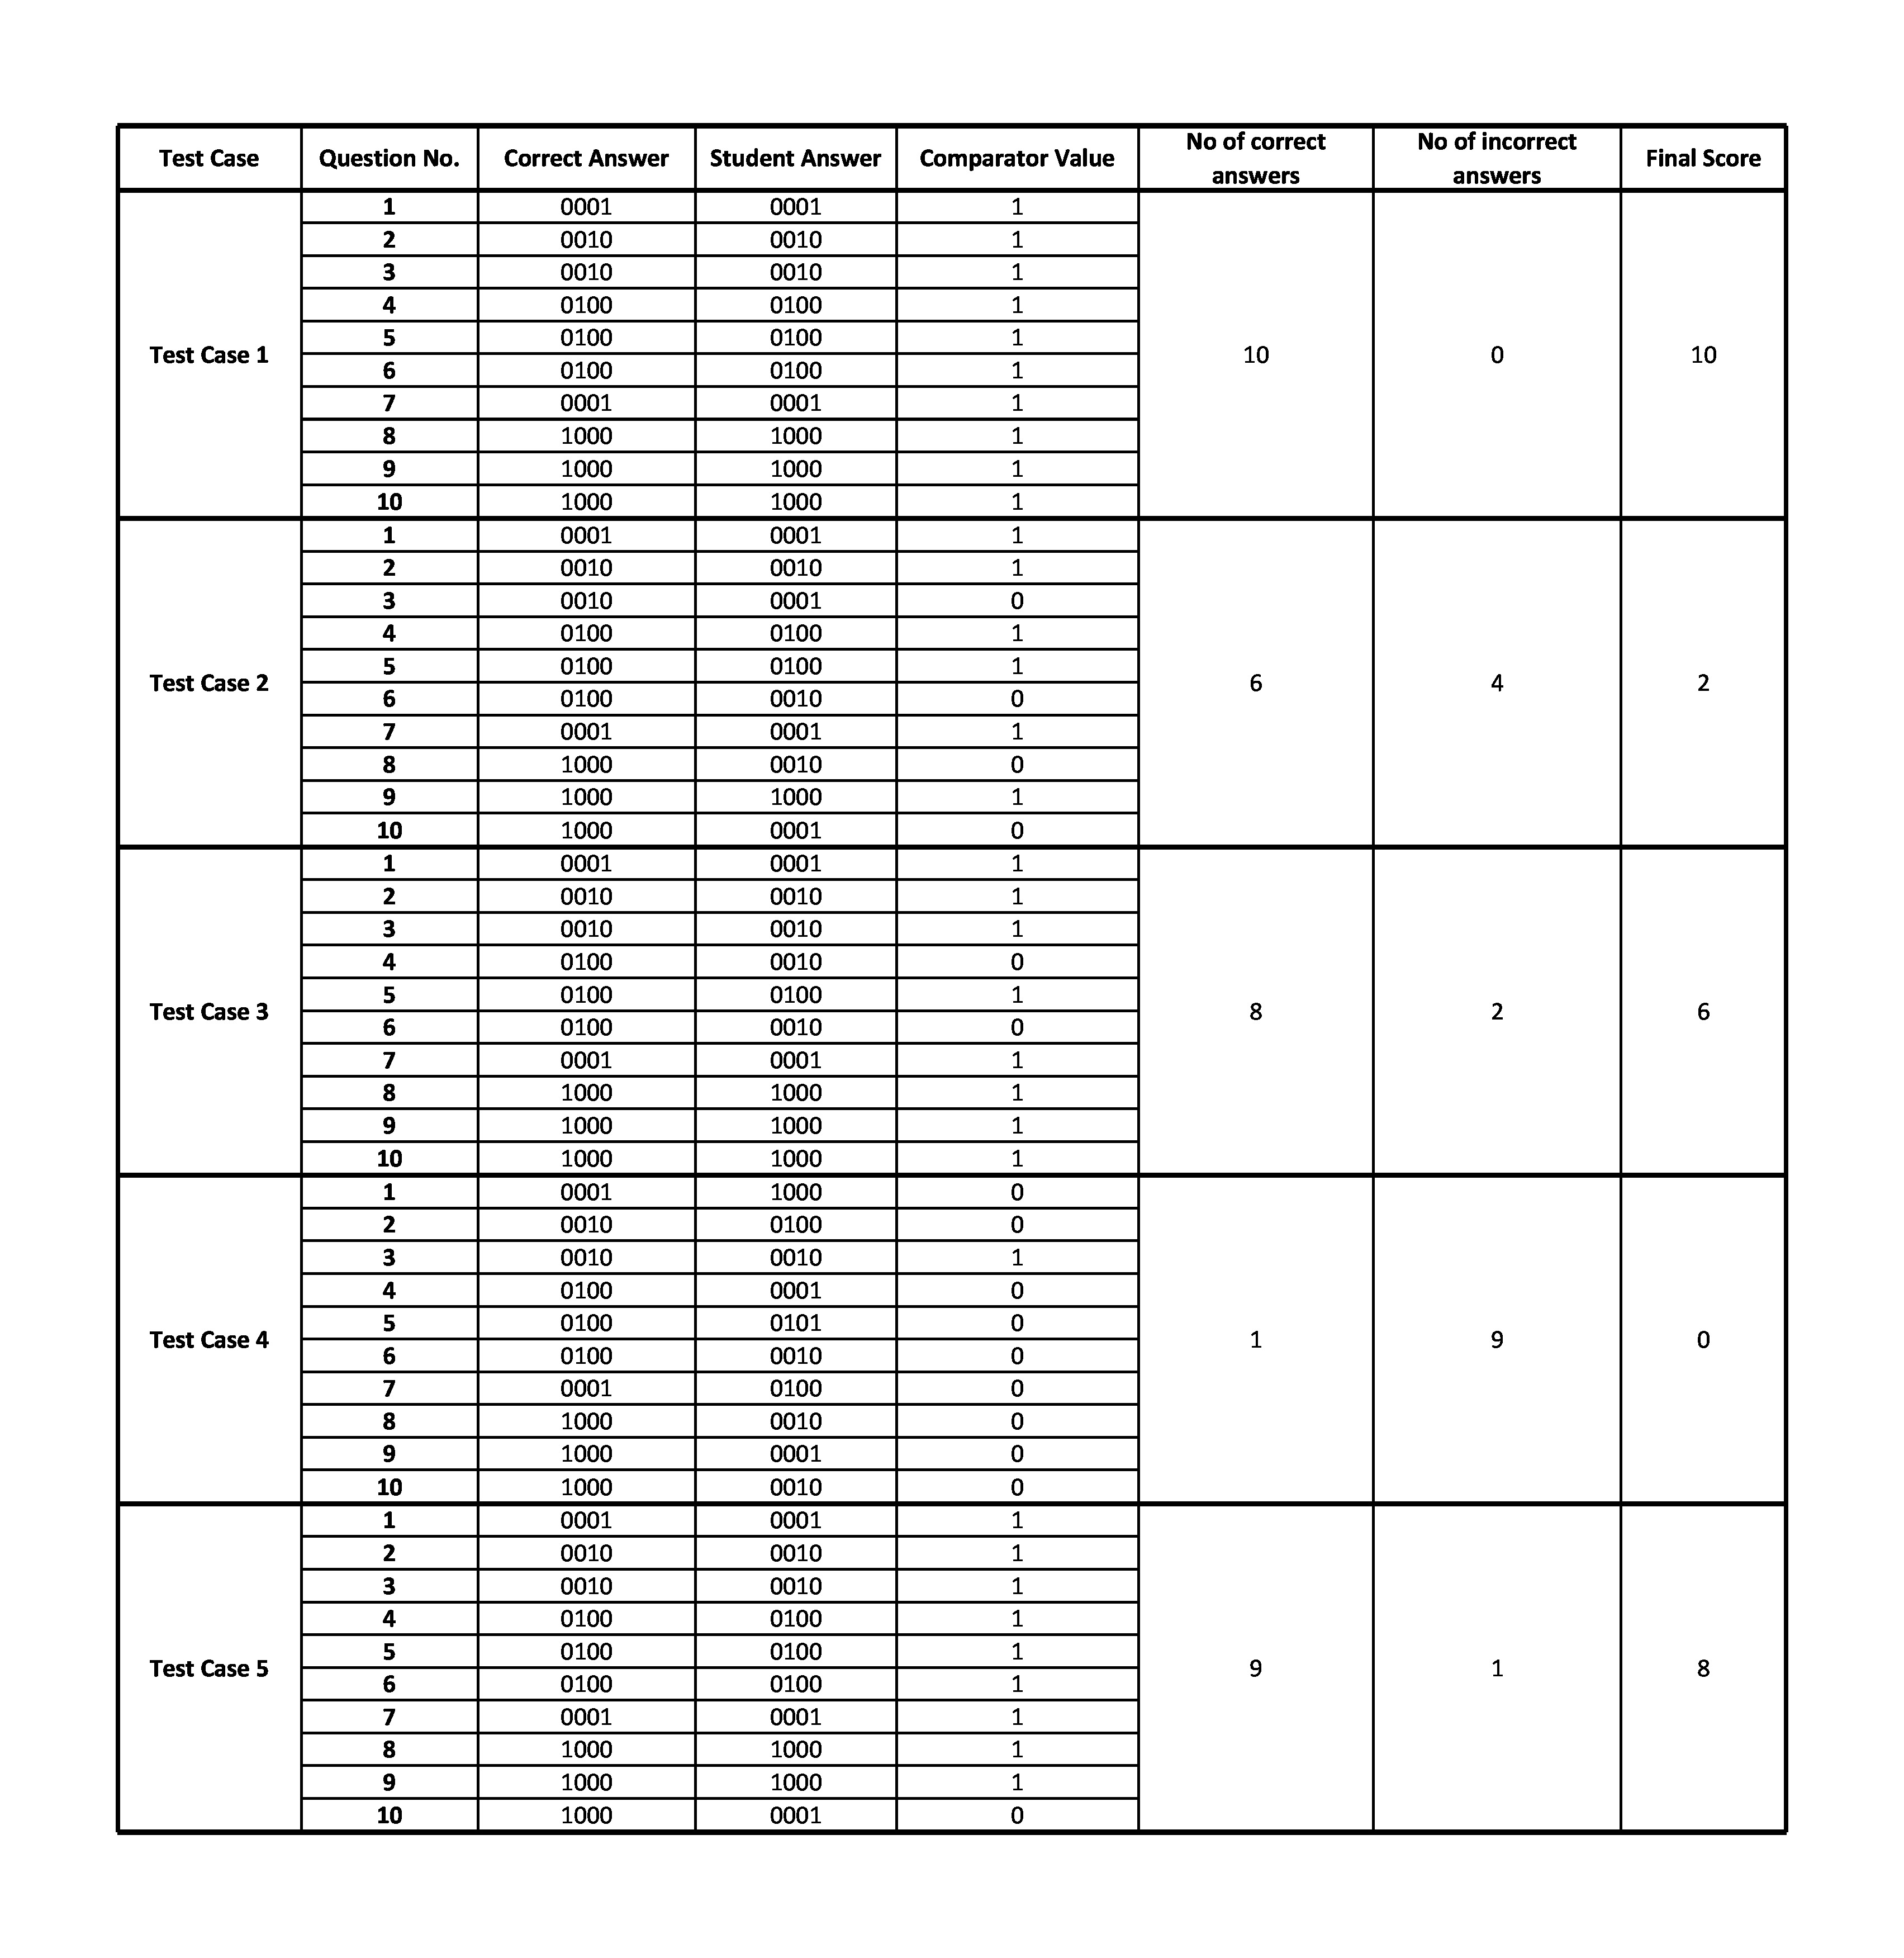 Test Case Question No. Correct Answer Student Answer Comparator Value No of correct answers No of incorrect answers Final Score
1 0001 0001 1
2 0010 0010 1
3 0010 0010 1
4 0100 0100 1
5 0100 0100 1
Test Case 1 10 0 10
6 0100 0100 1
7 0001 0001 1
8 1000 1000 1
9 1000 1000 1
10 1000 1000 1
1 0001 0001 1
2 0010 0010 1
3 0010 0001 0
4 0100 0100 1
5 0100 0100 1
Test Case 2 6 4 2
6 0100 0010 0
7 0001 0001 1
8 1000 0010 0
9 1000 1000 1
10 1000 0001 0
1 0001 0001 1
2 0010 0010 1
3 0010 0010 1
4 0100 0010 0
5 0100 0100 1
Test Case 3 8 2 6
6 0100 0010 0
7 0001 0001 1
8 1000 1000 1
9 1000 1000 1
10 1000 1000 1
1 0001 1000 0
2 0010 0100 0
3 0010 0010 1
4 0100 0001 0
5 0100 0101 0
Test Case 4 1 9 0
6 0100 0010 0
7 0001 0100 0
8 1000 0010 0
9 1000 0001 0
10 1000 0010 0
1 0001 0001 1
2 0010 0010 1
3 0010 0010 1
4 0100 0100 1
5 0100 0100 1
Test Case 5 9 1 8
6 0100 0100 1
7 0001 0001 1
8 1000 1000 1
9 1000 1000 1
10 1000 0001 0